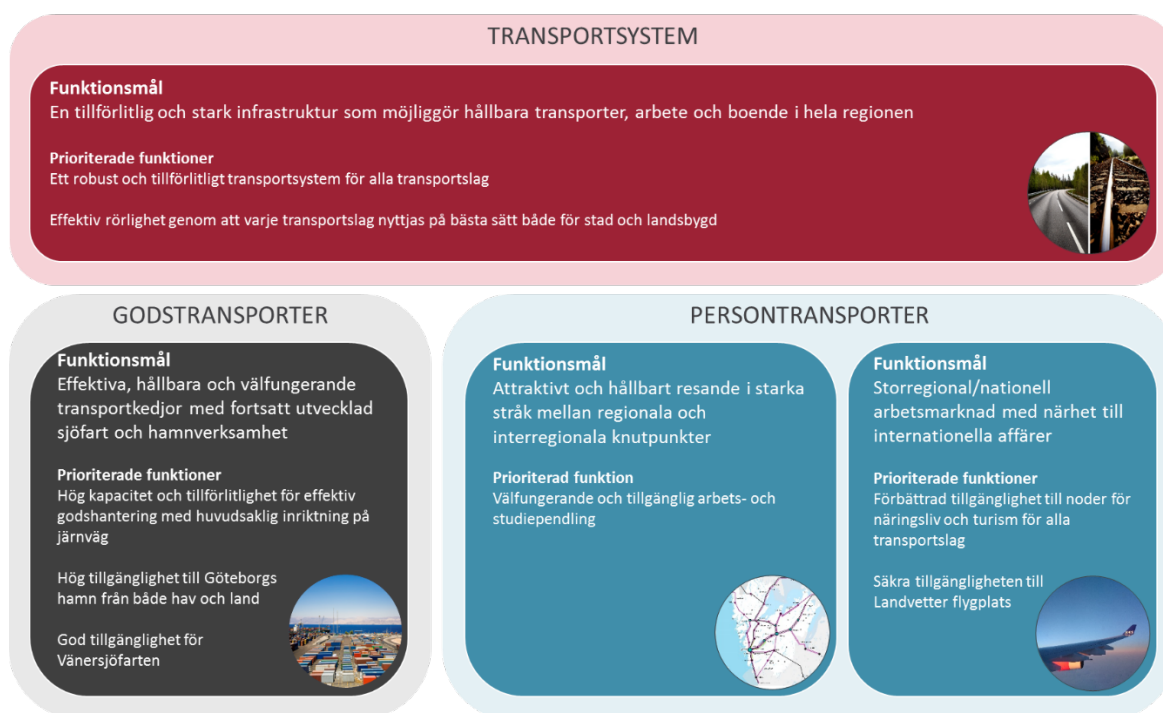 TRANSPORTSYSTEM
Funktionsmål
En tillförlitlig och stark infrastruktur som möjliggör hållbara transporter, arbete och boende i hela regionen
Prioriterade funktioner
Ett robust och tillförlitligt transportsystem för alla transportslag
Effektiv rörlighet genom att varje transportslag nyttjas på bästa sätt både för stad och landsbygd
GODSTRANSPORTER
Funktionsmål
Effektiva, hållbara och välfungerande
transportkedjor med fortsatt utvecklad
sjöfart och hamnverksamhet
Prioriterade funktioner
Hög kapacitet och tillförlitlighet för effektiv
godshantering med huvudsaklig inriktning på
järnväg
Hög tillgänglighet till Göteborgs
hamn från både hav och land
God tillgänglighet för
Vänersjöfarten
PERSONTRANSPORTER
Funktionsmål
Attraktivt och hållbart resande i starka
stråk mellan regionala och
interregionala knutpunkter
Prioriterad funktion
Välfungerande och tillgänglig arbets- och
studiependling
Funktionsmål
Storregional/nationell
arbetsmarknad med närhet till
internationella affärer
Prioriterade funktioner
Förbättrad tillgänglighet till noder för
näringsliv och turism för alla
transportslag
Säkra tillgängligheten till
Landvetter flygplats